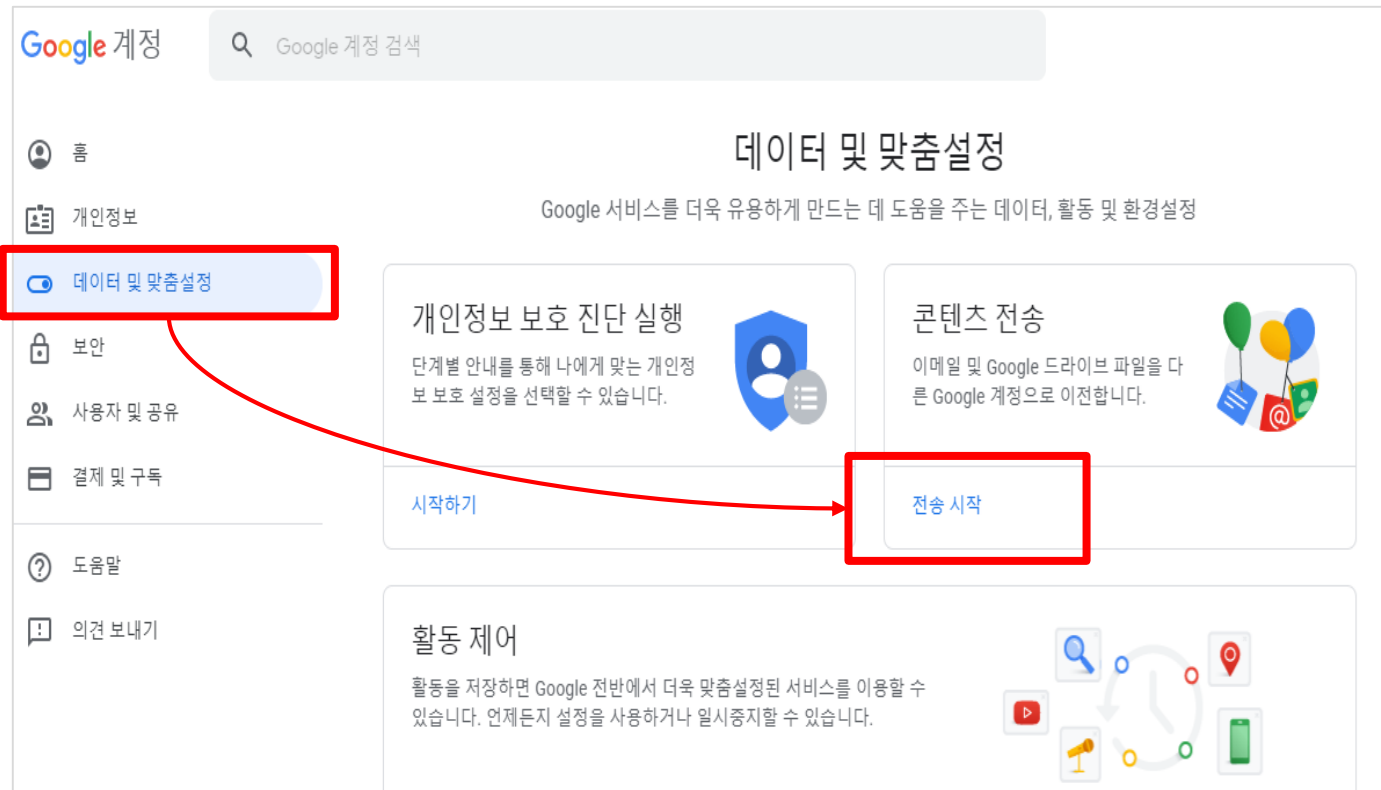 Google 계정
Google 계정 검색
홈
개인정보
데이터 및 맞춤설정
보안
사용자 및 공유
결제 및 구독
도움말
의견 보내기
데이터 및 맞춤설정
Google 서비스를 더욱 유용하게 만드는 데 도움을 주는 데이터, 활동 및 환경설정
개인정보 보호 진단 실행
단계별 안내를 통해 나에게 맞는 개인정
보 보호 설정을 선택할 수 있습니다.
시작하기
콘텐츠 전송
이메일 및 Google 드라이브 파일을 다
른 Google 계정으로 이전합니다.
전송 시작
활동 제어
활동을 저장하면 Google 전반에서 더욱 맞춤설정된 서비스를 이용할 수
있습니다. 언제든지 설정을 사용하거나 일시중지할 수 있습니다.